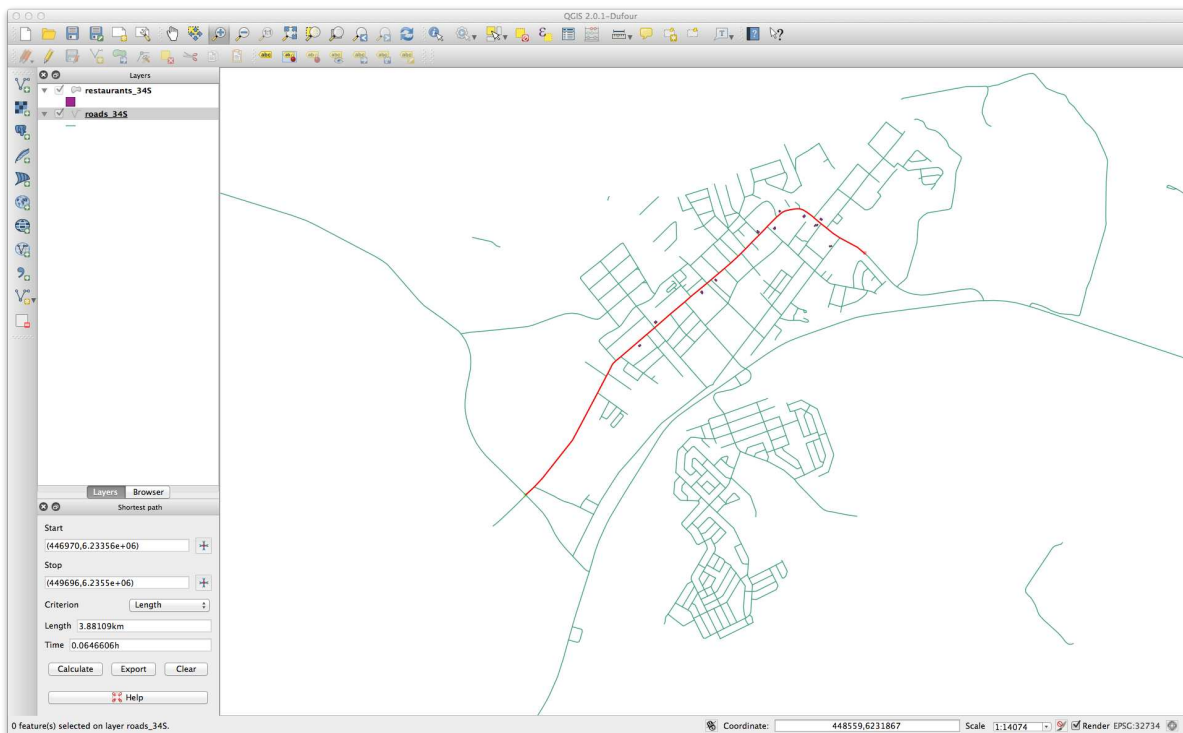 QGIS 2.0.1-Dufour
Layers
restaurants_34S
roads_34S
Layers Browser
Shortest path
Start
(446970,6.23356e+06)
Stop
(449696,6.2355e+06)
Criterion Length
Length 3.88109km
Time 0.0646606h
Calculate Export Clear
Help
0 feature(s) selected on layer roads_34S. Coordinate: 448559,6231867 Scale 1:14074 Render EPSG:32734